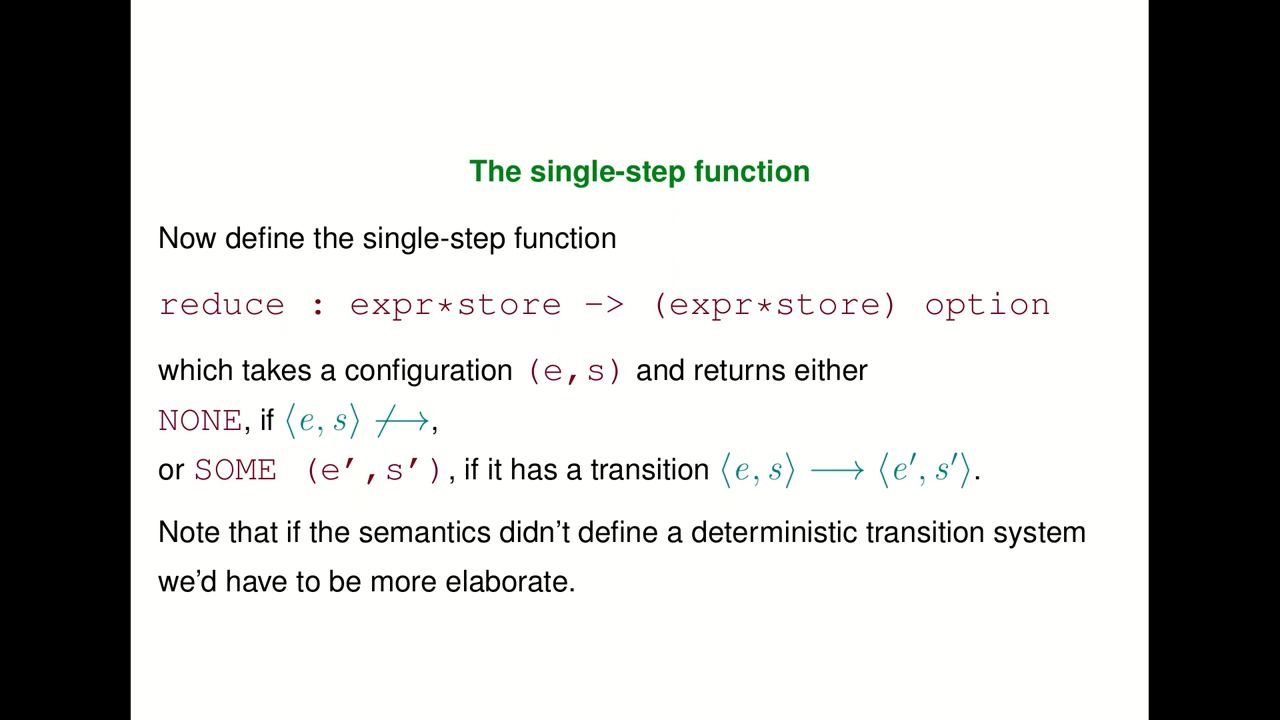 The single-step function
Now define the single-step function
reduce : expr*store -> (expr*store) option
which takes a configuration (e,s) and returns either
NONE, if ⟨e, s⟩ ⟶̸,
or SOME (e',s'), if it has a transition ⟨e, s⟩ ⟶ ⟨e′, s′⟩.
Note that if the semantics didn't define a deterministic transition system
we'd have to be more elaborate.